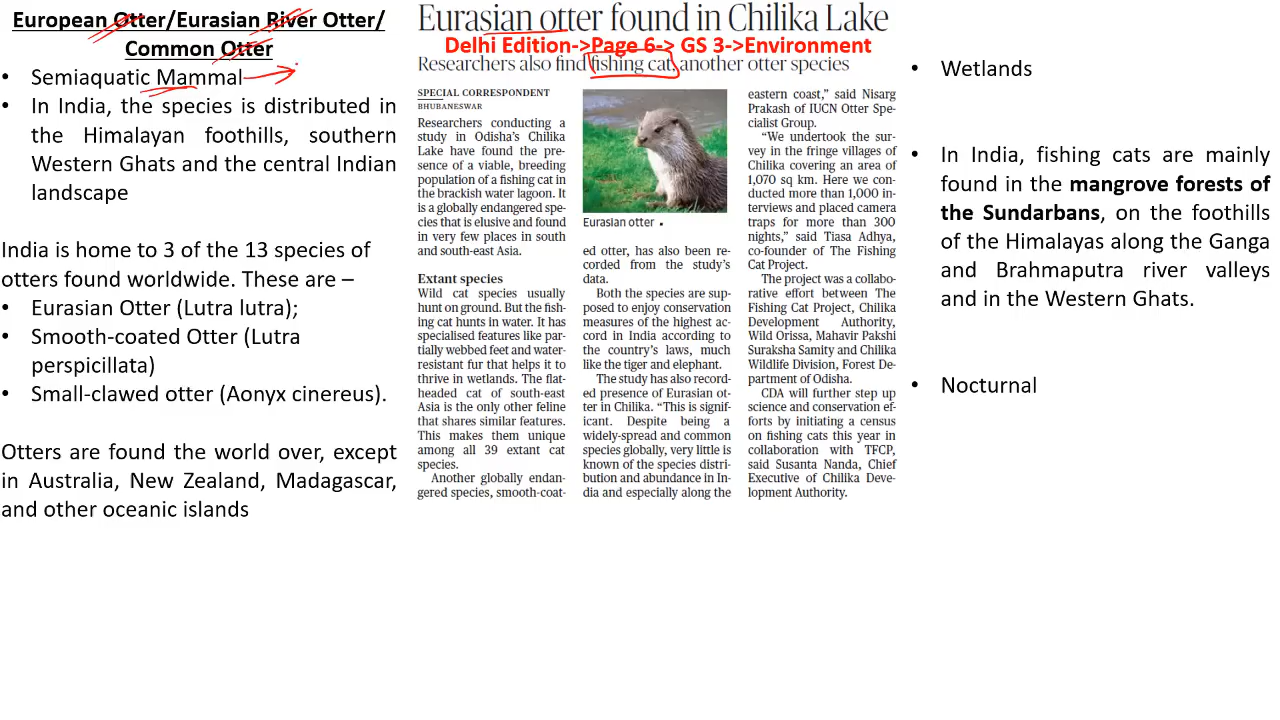 European Otter/Eurasian River Otter/
Common Otter
• Semiaquatic Mammal
• In India, the species is distributed in
the Himalayan foothills, southern
Western Ghats and the central Indian
landscape
India is home to 3 of the 13 species of
otters found worldwide. These are –
• Eurasian Otter (Lutra lutra);
• Smooth-coated Otter (Lutra
perspicillata)
• Small-clawed otter (Aonyx cinereus).
Otters are found the world over, except
in Australia, New Zealand, Madagascar,
and other oceanic islands
Eurasian otter found in Chilika Lake
Delhi Edition->Page 6-> GS 3->Environment
Researchers also find fishing cat, another otter species
SPECIAL CORRESPONDENT
BHUBANESWAR
Researchers conducting a
study in Odisha's Chilika
Lake have found the pre-
sence of a viable, breeding
population of a fishing cat in
the brackish water lagoon. It
is a globally endangered spe-
cies that is elusive and found
in very few places in south
and south-east Asia.
Extant species
Wild cat species usually
hunt on ground. But the fish-
ing cat hunts in water. It has
specialised features like par-
tially webbed feet and water-
resistant fur that helps it to
thrive in wetlands. The flat-
headed cat of south-east
Asia is the only other feline
that shares similar features.
This makes them unique
among all 39 extant cat
species.
Another globally endan-
gered species, smooth-coat-
Eurasian otter
ed otter, has also been re-
corded from the study's
data.
Both the species are sup-
posed to enjoy conservation
measures of the highest ac-
cord in India according to
the country's laws, much
like the tiger and elephant.
The study has also record-
ed presence of Eurasian ot-
ter in Chilika. "This is signif-
icant. Despite being a
widely-spread and common
species globally, very little is
known of the species distri-
bution and abundance in In-
dia and especially along the
eastern coast," said Nisarg
Prakash of IUCN Otter Spe-
cialist Group.
"We undertook the sur-
vey in the fringe villages of
Chilika covering an area of
1,070 sq km. Here we con-
ducted more than 1,000 in-
terviews and placed camera
traps for more than 300
nights," said Tiasa Adhya,
co-founder of The Fishing
Cat Project.
The project was a collabo-
rative effort between The
Fishing Cat Project, Chilika
Development Authority,
Wild Orissa, Mahavir Pakshi
Suraksha Samity and Chilika
Wildlife Division, Forest De-
partment of Odisha.
CDA will further step up
science and conservation ef-
forts by initiating a census
on fishing cats this year in
collaboration with TFCP,
said Susanta Nanda, Chief
Executive of Chilika Deve-
lopment Authority.
• Wetlands
• In India, fishing cats are mainly
found in the mangrove forests of
the Sundarbans, on the foothills
of the Himalayas along the Ganga
and Brahmaputra river valleys
and in the Western Ghats.
• Nocturnal